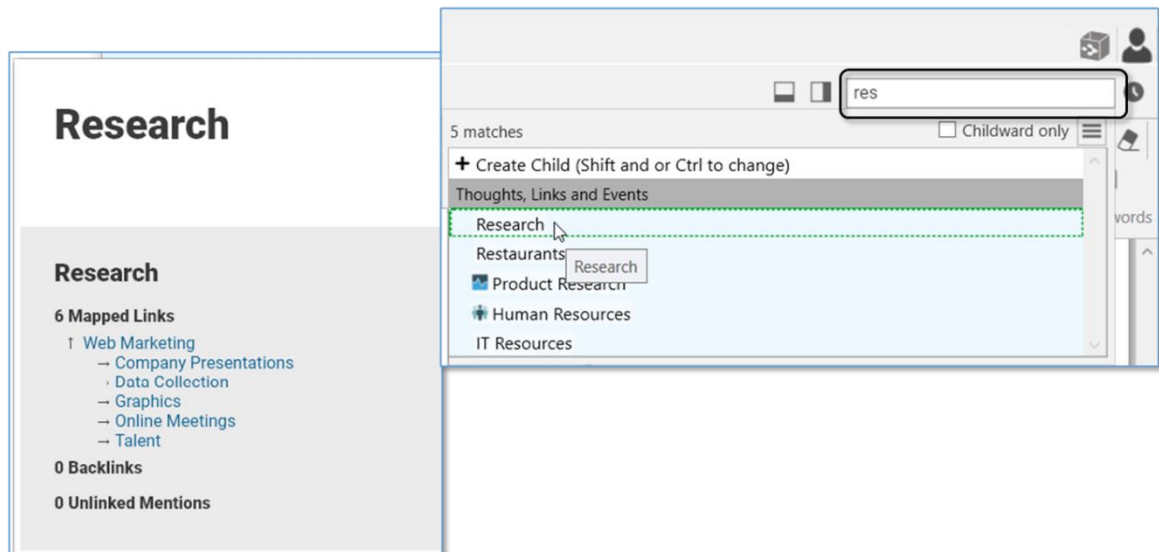 Research
Research
6 Mapped Links
↑ Web Marketing
→ Company Presentations
→ Data Collection
→ Graphics
→ Online Meetings
→ Talent
0 Backlinks
0 Unlinked Mentions
res
5 matches
Childward only
+ Create Child (Shift and or Ctrl to change)
Thoughts, Links and Events
Research
Restaurants
Research
Product Research
Human Resources
IT Resources
words